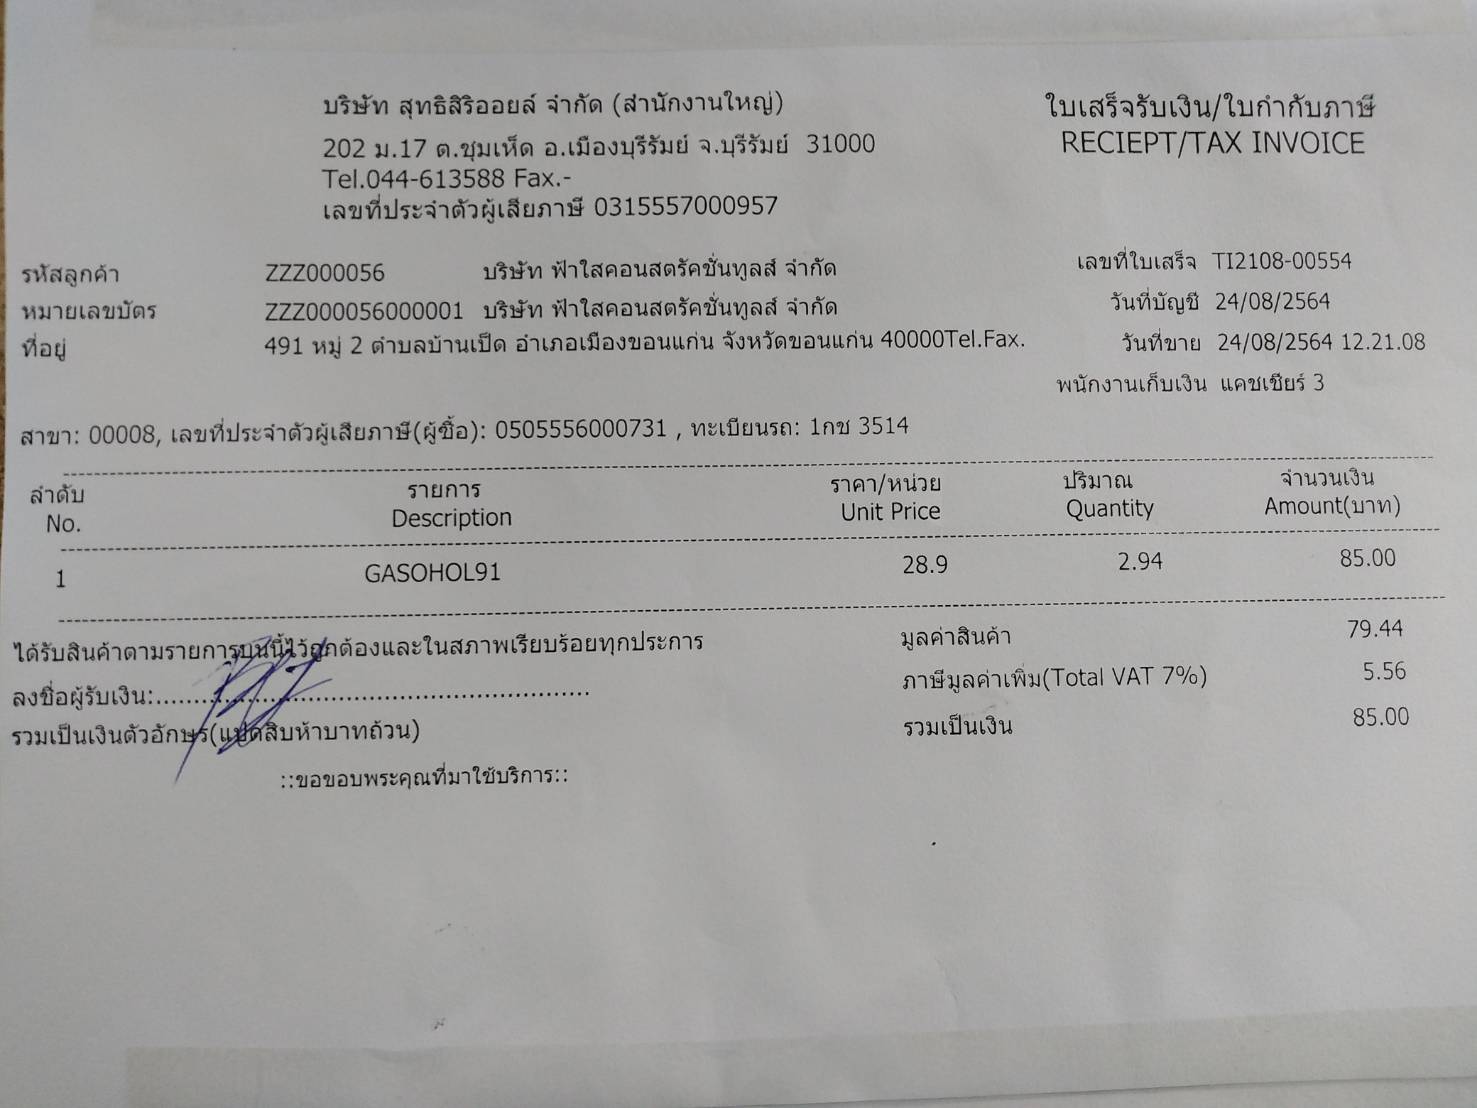 บริษัท สุทธิสิริออยล์ จำกัด (สำนักงานใหญ่)
202 ม.17 ต.ชุมเห็ด อ.เมืองบุรีรัมย์ จ.บุรีรัมย์ 31000
Tel.044-613588 Fax.-
เลขที่ประจำตัวผู้เสียภาษี 0315557000957
ใบเสร็จรับเงิน/ใบกำกับภาษี
RECIEPT/TAX INVOICE
รหัสลูกค้า ZZZ000056 บริษัท ฟ้าใสคอนสตรัคชั่นทูลส์ จำกัด
หมายเลขบัตร ZZZ000056000001 บริษัท ฟ้าใสคอนสตรัคชั่นทูลส์ จำกัด
ที่อยู่ 491 หมู่ 2 ตำบลบ้านเป็ด อำเภอเมืองขอนแก่น จังหวัดขอนแก่น 40000Tel.Fax.
เลขที่ใบเสร็จ TI2108-00554
วันที่บัญชี 24/08/2564
วันที่ขาย 24/08/2564 12.21.08
พนักงานเก็บเงิน แคชเชียร์ 3
สาขา: 00008, เลขที่ประจำตัวผู้เสียภาษี(ผู้ซื้อ): 0505556000731 , ทะเบียนรถ: 1กช 3514
ลำดับ รายการ ราคา/หน่วย ปริมาณ จำนวนเงิน
No. Description Unit Price Quantity Amount(บาท)
1 GASOHOL91 28.9 2.94 85.00
ได้รับสินค้าตามรายการบนนี้ไว้ถูกต้องและในสภาพเรียบร้อยทุกประการ มูลค่าสินค้า 79.44
ลงชื่อผู้รับเงิน:........................................................ ภาษีมูลค่าเพิ่ม(Total VAT 7%) 5.56
รวมเป็นเงินตัวอักษร(แปดสิบห้าบาทถ้วน) รวมเป็นเงิน 85.00
::ขอขอบพระคุณที่มาใช้บริการ::